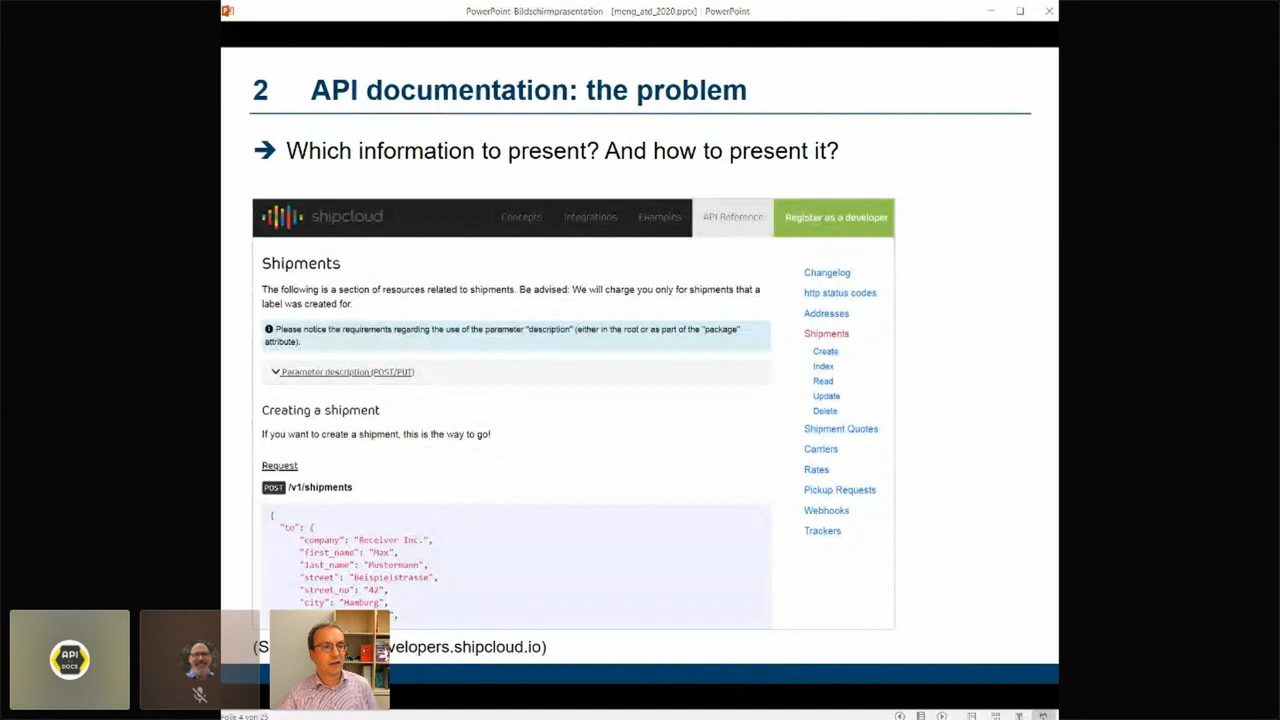 PowerPoint-Bildschirmpräsentation - [meng_atd_2020.pptx] - PowerPoint
2 API documentation: the problem
➔ Which information to present? And how to present it?
shipcloud Concepts Integrations Examples API Reference Register as a developer
Shipments
The following is a section of resources related to shipments. Be advised: We will charge you only for shipments that a
label was created for.
Please notice the requirements regarding the use of the parameter "description" (either in the root or as part of the "package"
attribute).
Parameter description (POST/PUT)
Creating a shipment
If you want to create a shipment, this is the way to go!
Request
POST /v1/shipments
{
"to": {
"company": "Receiver Inc.",
"first_name": "Max",
"last_name": "Mustermann",
"street": "Beispielstrasse",
"street_no": "42",
"city": "Hamburg",
Changelog
http status codes
Addresses
Shipments
Create
Index
Read
Update
Delete
Shipment Quotes
Carriers
Rates
Pickup Requests
Webhooks
Trackers
(S velopers.shipcloud.io)
API
DOCS
Folie 4 von 25